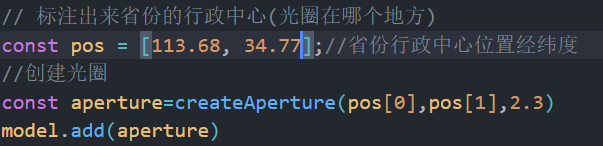 // 标注出来省份的行政中心(光圈在哪个地方)
const pos = [113.68, 34.77];//省份行政中心位置经纬度
//创建光圈
const aperture=createAperture(pos[0],pos[1],2.3)
model.add(aperture)